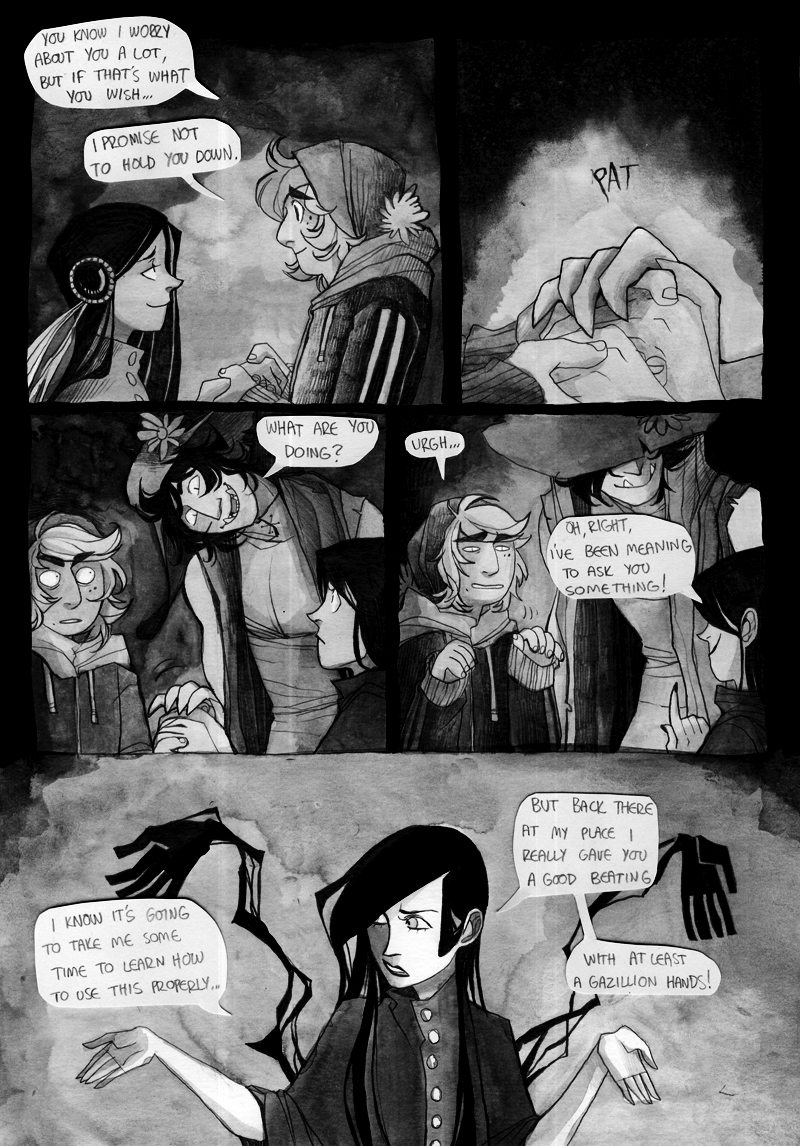 YOU KNOW I WORRY
ABOUT YOU A LOT,
BUT IF THAT'S WHAT
YOU WISH...
I PROMISE NOT
TO HOLD YOU DOWN.
PAT
WHAT ARE YOU
DOING?
URGH...
OH, RIGHT,
I'VE BEEN MEANING
TO ASK YOU
SOMETHING!
I KNOW IT'S GOING
TO TAKE ME SOME
TIME TO LEARN HOW
TO USE THIS PROPERLY...
BUT BACK THERE
AT MY PLACE I
REALLY GAVE YOU
A GOOD BEATING
WITH AT LEAST
A GAZILLION HANDS!